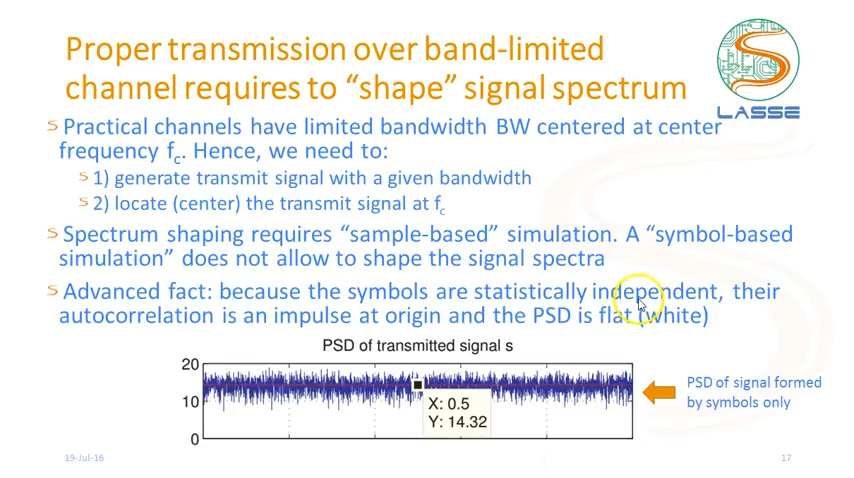 Proper transmission over band-limited
channel requires to “shape” signal spectrum
LASSE
Practical channels have limited bandwidth BW centered at center
frequency fc. Hence, we need to:
1) generate transmit signal with a given bandwidth
2) locate (center) the transmit signal at fc
Spectrum shaping requires “sample-based” simulation. A “symbol-based
simulation” does not allow to shape the signal spectra
Advanced fact: because the symbols are statistically independent, their
autocorrelation is an impulse at origin and the PSD is flat (white)
PSD of transmitted signal s
20
10
0
X: 0.5
Y: 14.32
PSD of signal formed
by symbols only
19-Jul-16
17